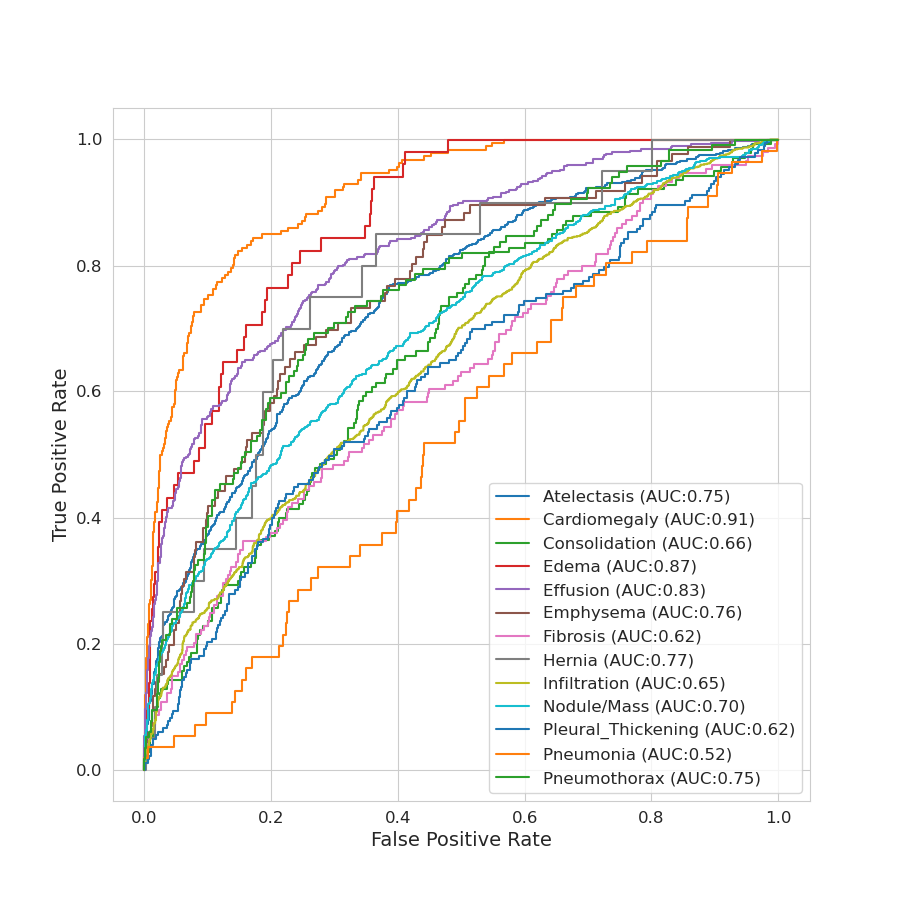 1.0
0.8
0.6
0.4
0.2
0.0
True Positive Rate
Atelectasis (AUC:0.75)
Cardiomegaly (AUC:0.91)
Consolidation (AUC:0.66)
Edema (AUC:0.87)
Effusion (AUC:0.83)
Emphysema (AUC:0.76)
Fibrosis (AUC:0.62)
Hernia (AUC:0.77)
Infiltration (AUC:0.65)
Nodule/Mass (AUC:0.70)
Pleural_Thickening (AUC:0.62)
Pneumonia (AUC:0.52)
Pneumothorax (AUC:0.75)
0.0 0.2 0.4 0.6 0.8 1.0
False Positive Rate